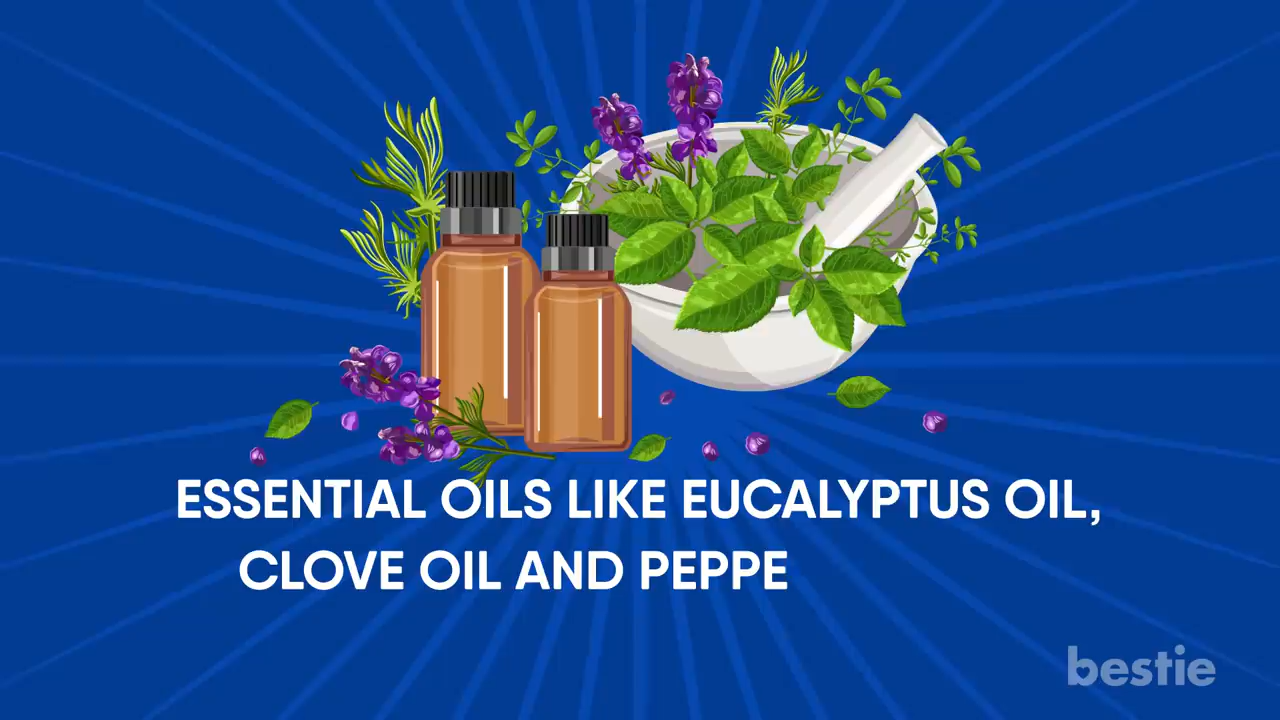 ESSENTIAL OILS LIKE EUCALYPTUS OIL,
CLOVE OIL AND PEPPE
bestie